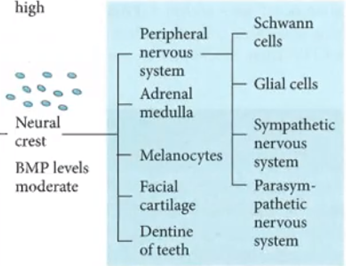 high
Neural
crest
BMP levels
moderate
Peripheral
nervous
system
Adrenal
medulla
Melanocytes
Facial
cartilage
Dentine
of teeth
Schwann
cells
Glial cells
Sympathetic
nervous
system
Parasym-
pathetic
nervous
system